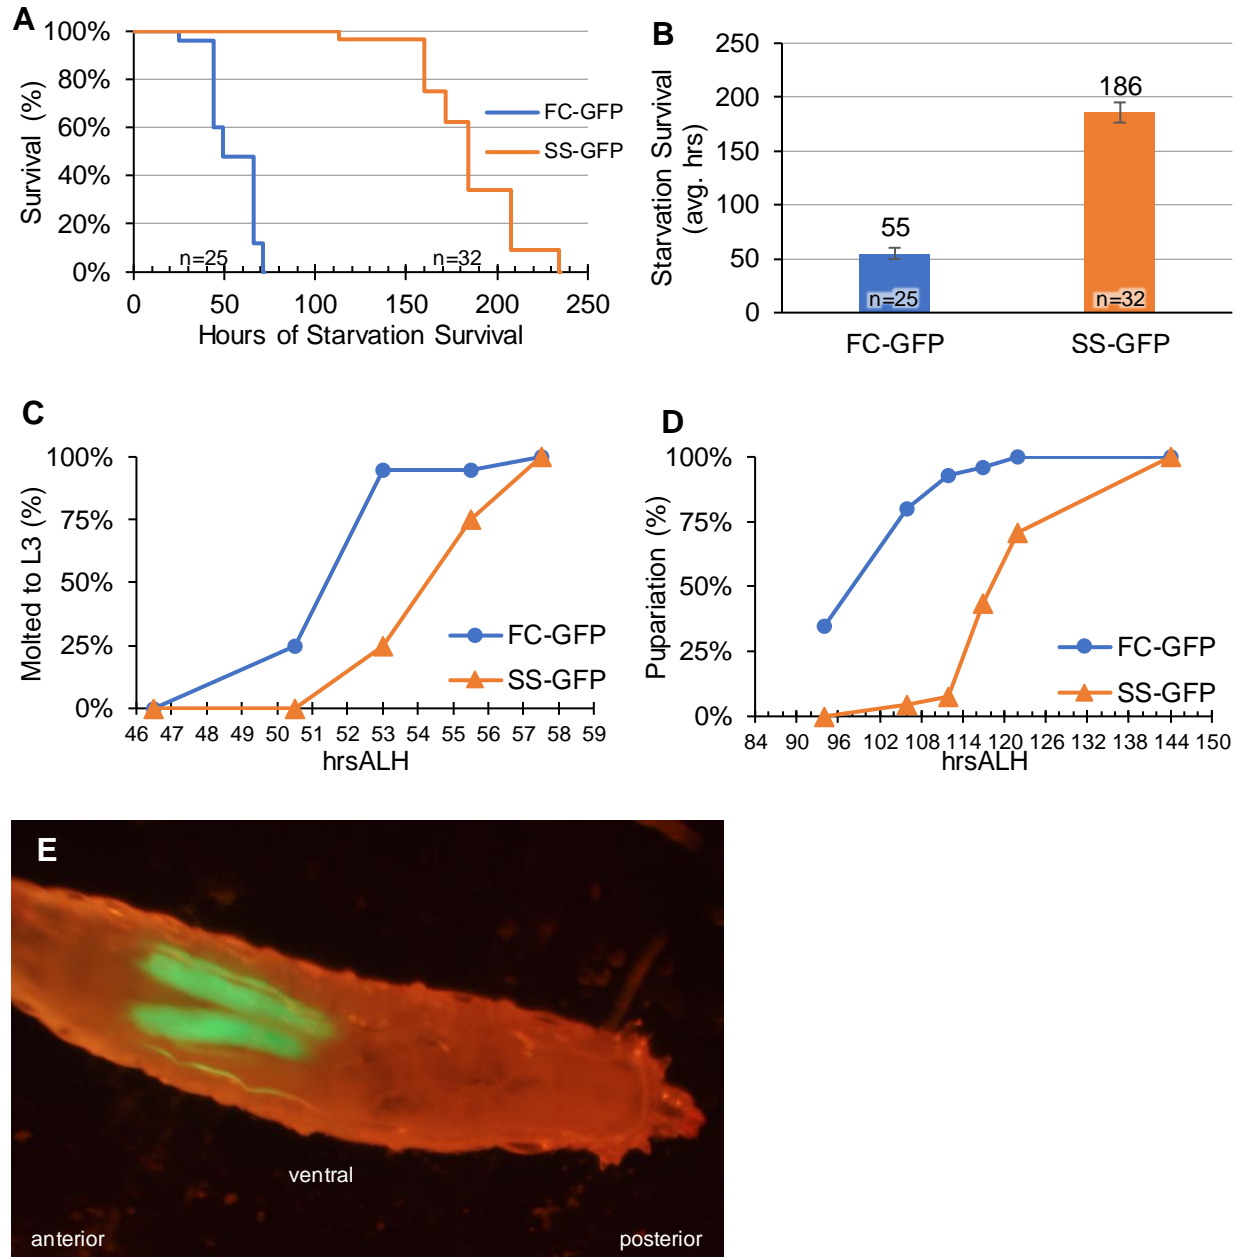 A
Survival (%)
100%
80%
60%
40%
20%
0%
FC-GFP
SS-GFP
n=25
n=32
0 50 100 150 200 250
Hours of Starvation Survival
B
Starvation Survival
(avg. hrs)
250
200
150
100
50
0
55
186
n=25
n=32
FC-GFP SS-GFP
C
Molted to L3 (%)
100%
75%
50%
25%
0%
FC-GFP
SS-GFP
46 47 48 49 50 51 52 53 54 55 56 57 58 59
hrsALH
D
Pupariation (%)
100%
75%
50%
25%
0%
FC-GFP
SS-GFP
84 90 96 102 108 114 120 126 132 138 144 150
hrsALH
E
ventral
anterior
posterior